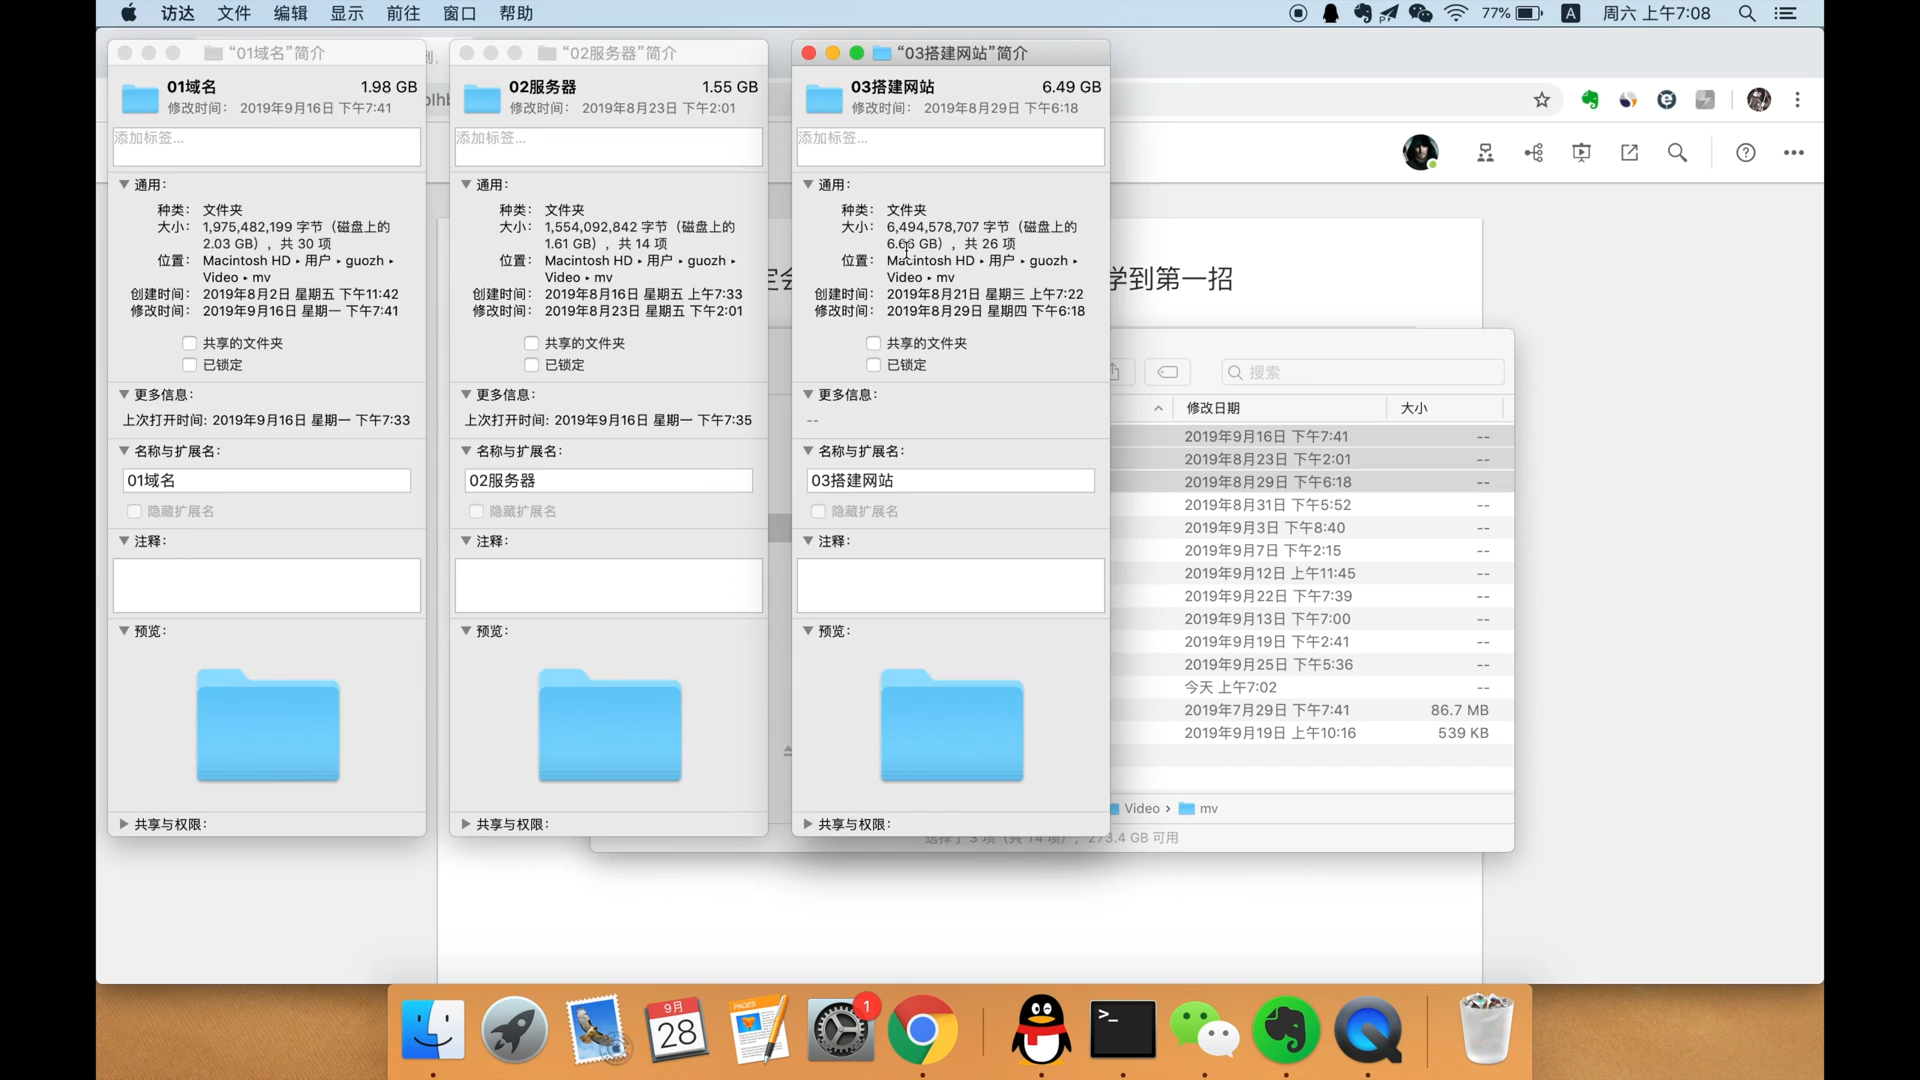 访达 文件 编辑 显示 前往 窗口 帮助
77% A 周六 上午7:08
“01域名”简介
01域名 1.98 GB
修改时间: 2019年9月16日 下午7:41
添加标签...
通用:
种类: 文件夹
大小: 1,975,482,199 字节（磁盘上的
2.03 GB），共 30 项
位置: Macintosh HD ▸ 用户 ▸ guozh ▸
Video ▸ mv
创建时间: 2019年8月2日 星期五 下午11:42
修改时间: 2019年9月16日 星期一 下午7:41
共享的文件夹
已锁定
更多信息:
上次打开时间: 2019年9月16日 星期一 下午7:33
名称与扩展名:
01域名
隐藏扩展名
注释:
预览:
共享与权限:
“02服务器”简介
02服务器 1.55 GB
修改时间: 2019年8月23日 下午2:01
添加标签...
通用:
种类: 文件夹
大小: 1,554,092,842 字节（磁盘上的
1.61 GB），共 14 项
位置: Macintosh HD ▸ 用户 ▸ guozh ▸
Video ▸ mv
创建时间: 2019年8月16日 星期五 上午7:33
修改时间: 2019年8月23日 星期五 下午2:01
共享的文件夹
已锁定
更多信息:
上次打开时间: 2019年9月16日 星期一 下午7:35
名称与扩展名:
02服务器
隐藏扩展名
注释:
预览:
共享与权限:
“03搭建网站”简介
03搭建网站 6.49 GB
修改时间: 2019年8月29日 下午6:18
添加标签...
通用:
种类: 文件夹
大小: 6,494,578,707 字节（磁盘上的
6.66 GB），共 26 项
位置: Macintosh HD ▸ 用户 ▸ guozh ▸
Video ▸ mv
创建时间: 2019年8月21日 星期三 上午7:22
修改时间: 2019年8月29日 星期四 下午6:18
共享的文件夹
已锁定
更多信息:
--
名称与扩展名:
03搭建网站
隐藏扩展名
注释:
预览:
共享与权限:
学到第一招
搜索
修改日期 大小
2019年9月16日 下午7:41 --
2019年8月23日 下午2:01 --
2019年8月29日 下午6:18 --
2019年8月31日 下午5:52 --
2019年9月3日 下午8:40 --
2019年9月7日 下午2:15 --
2019年9月12日 上午11:45 --
2019年9月22日 下午7:39 --
2019年9月13日 下午7:00 --
2019年9月19日 下午2:41 --
2019年9月25日 下午5:36 --
今天 上午7:02 --
2019年7月29日 下午7:41 86.7 MB
2019年9月19日 上午10:16 539 KB
Video › mv
选择了 3 项（共 14 项），273.4 GB 可用
9月
28
PAGES
1
>_